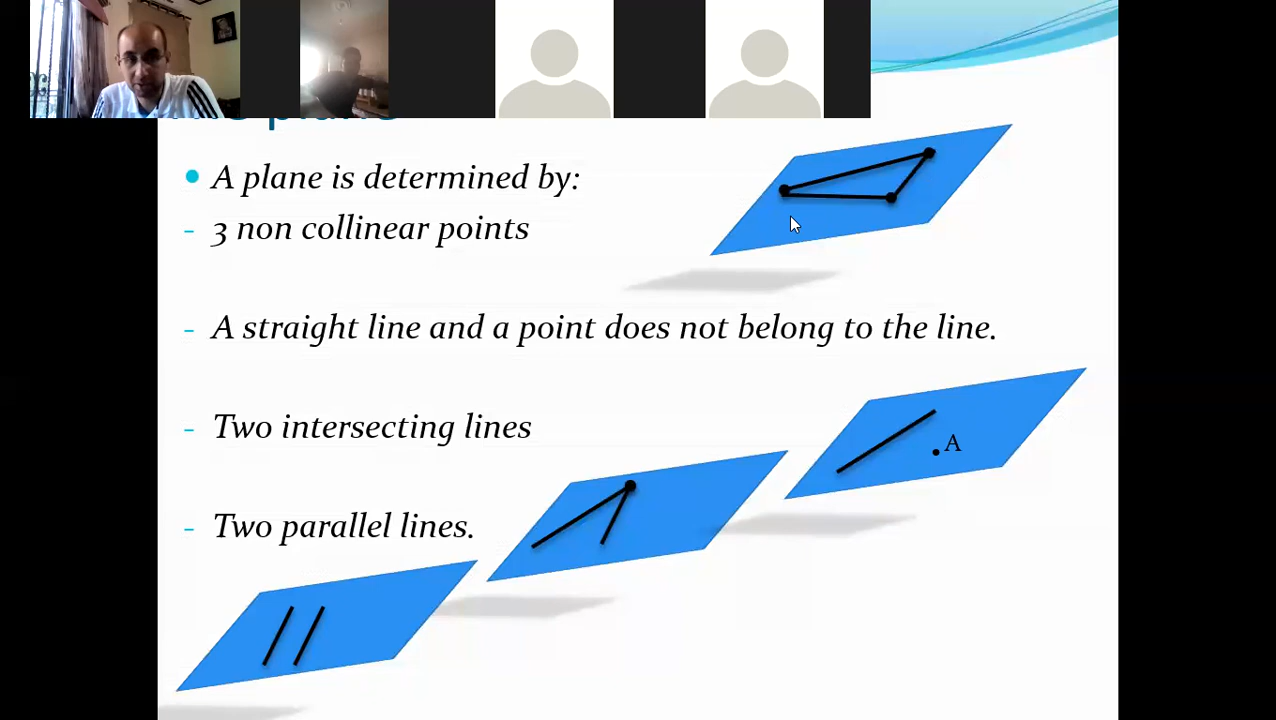 A plane is determined by:
- 3 non collinear points
- A straight line and a point does not belong to the line.
- Two intersecting lines
A
- Two parallel lines.